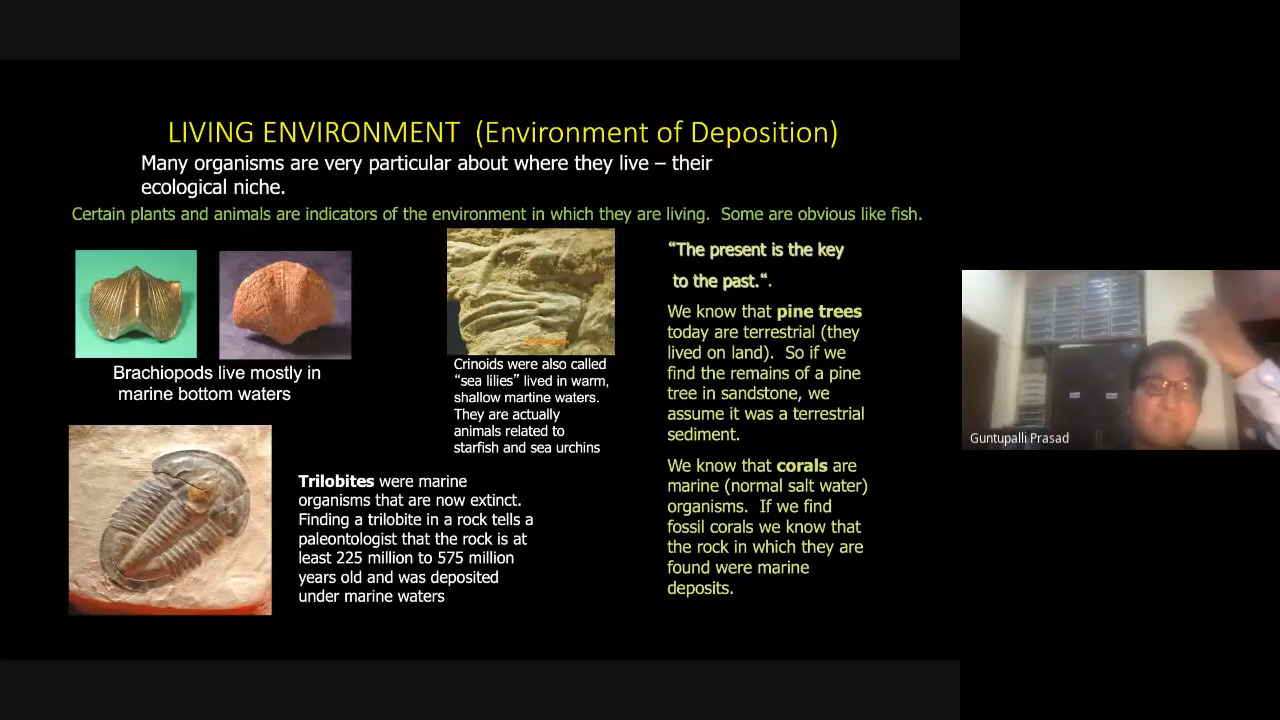 LIVING ENVIRONMENT (Environment of Deposition)
Many organisms are very particular about where they live – their
ecological niche.
Certain plants and animals are indicators of the environment in which they are living. Some are obvious like fish.
Brachiopods live mostly in
marine bottom waters
Crinoids were also called
“sea lilies” lived in warm,
shallow martine waters.
They are actually
animals related to
starfish and sea urchins
Trilobites were marine
organisms that are now extinct.
Finding a trilobite in a rock tells a
paleontologist that the rock is at
least 225 million to 575 million
years old and was deposited
under marine waters
“The present is the key
to the past.“.
We know that pine trees
today are terrestrial (they
lived on land). So if we
find the remains of a pine
tree in sandstone, we
assume it was a terrestrial
sediment.
We know that corals are
marine (normal salt water)
organisms. If we find
fossil corals we know that
the rock in which they are
found were marine
deposits.
Guntupalli Prasad